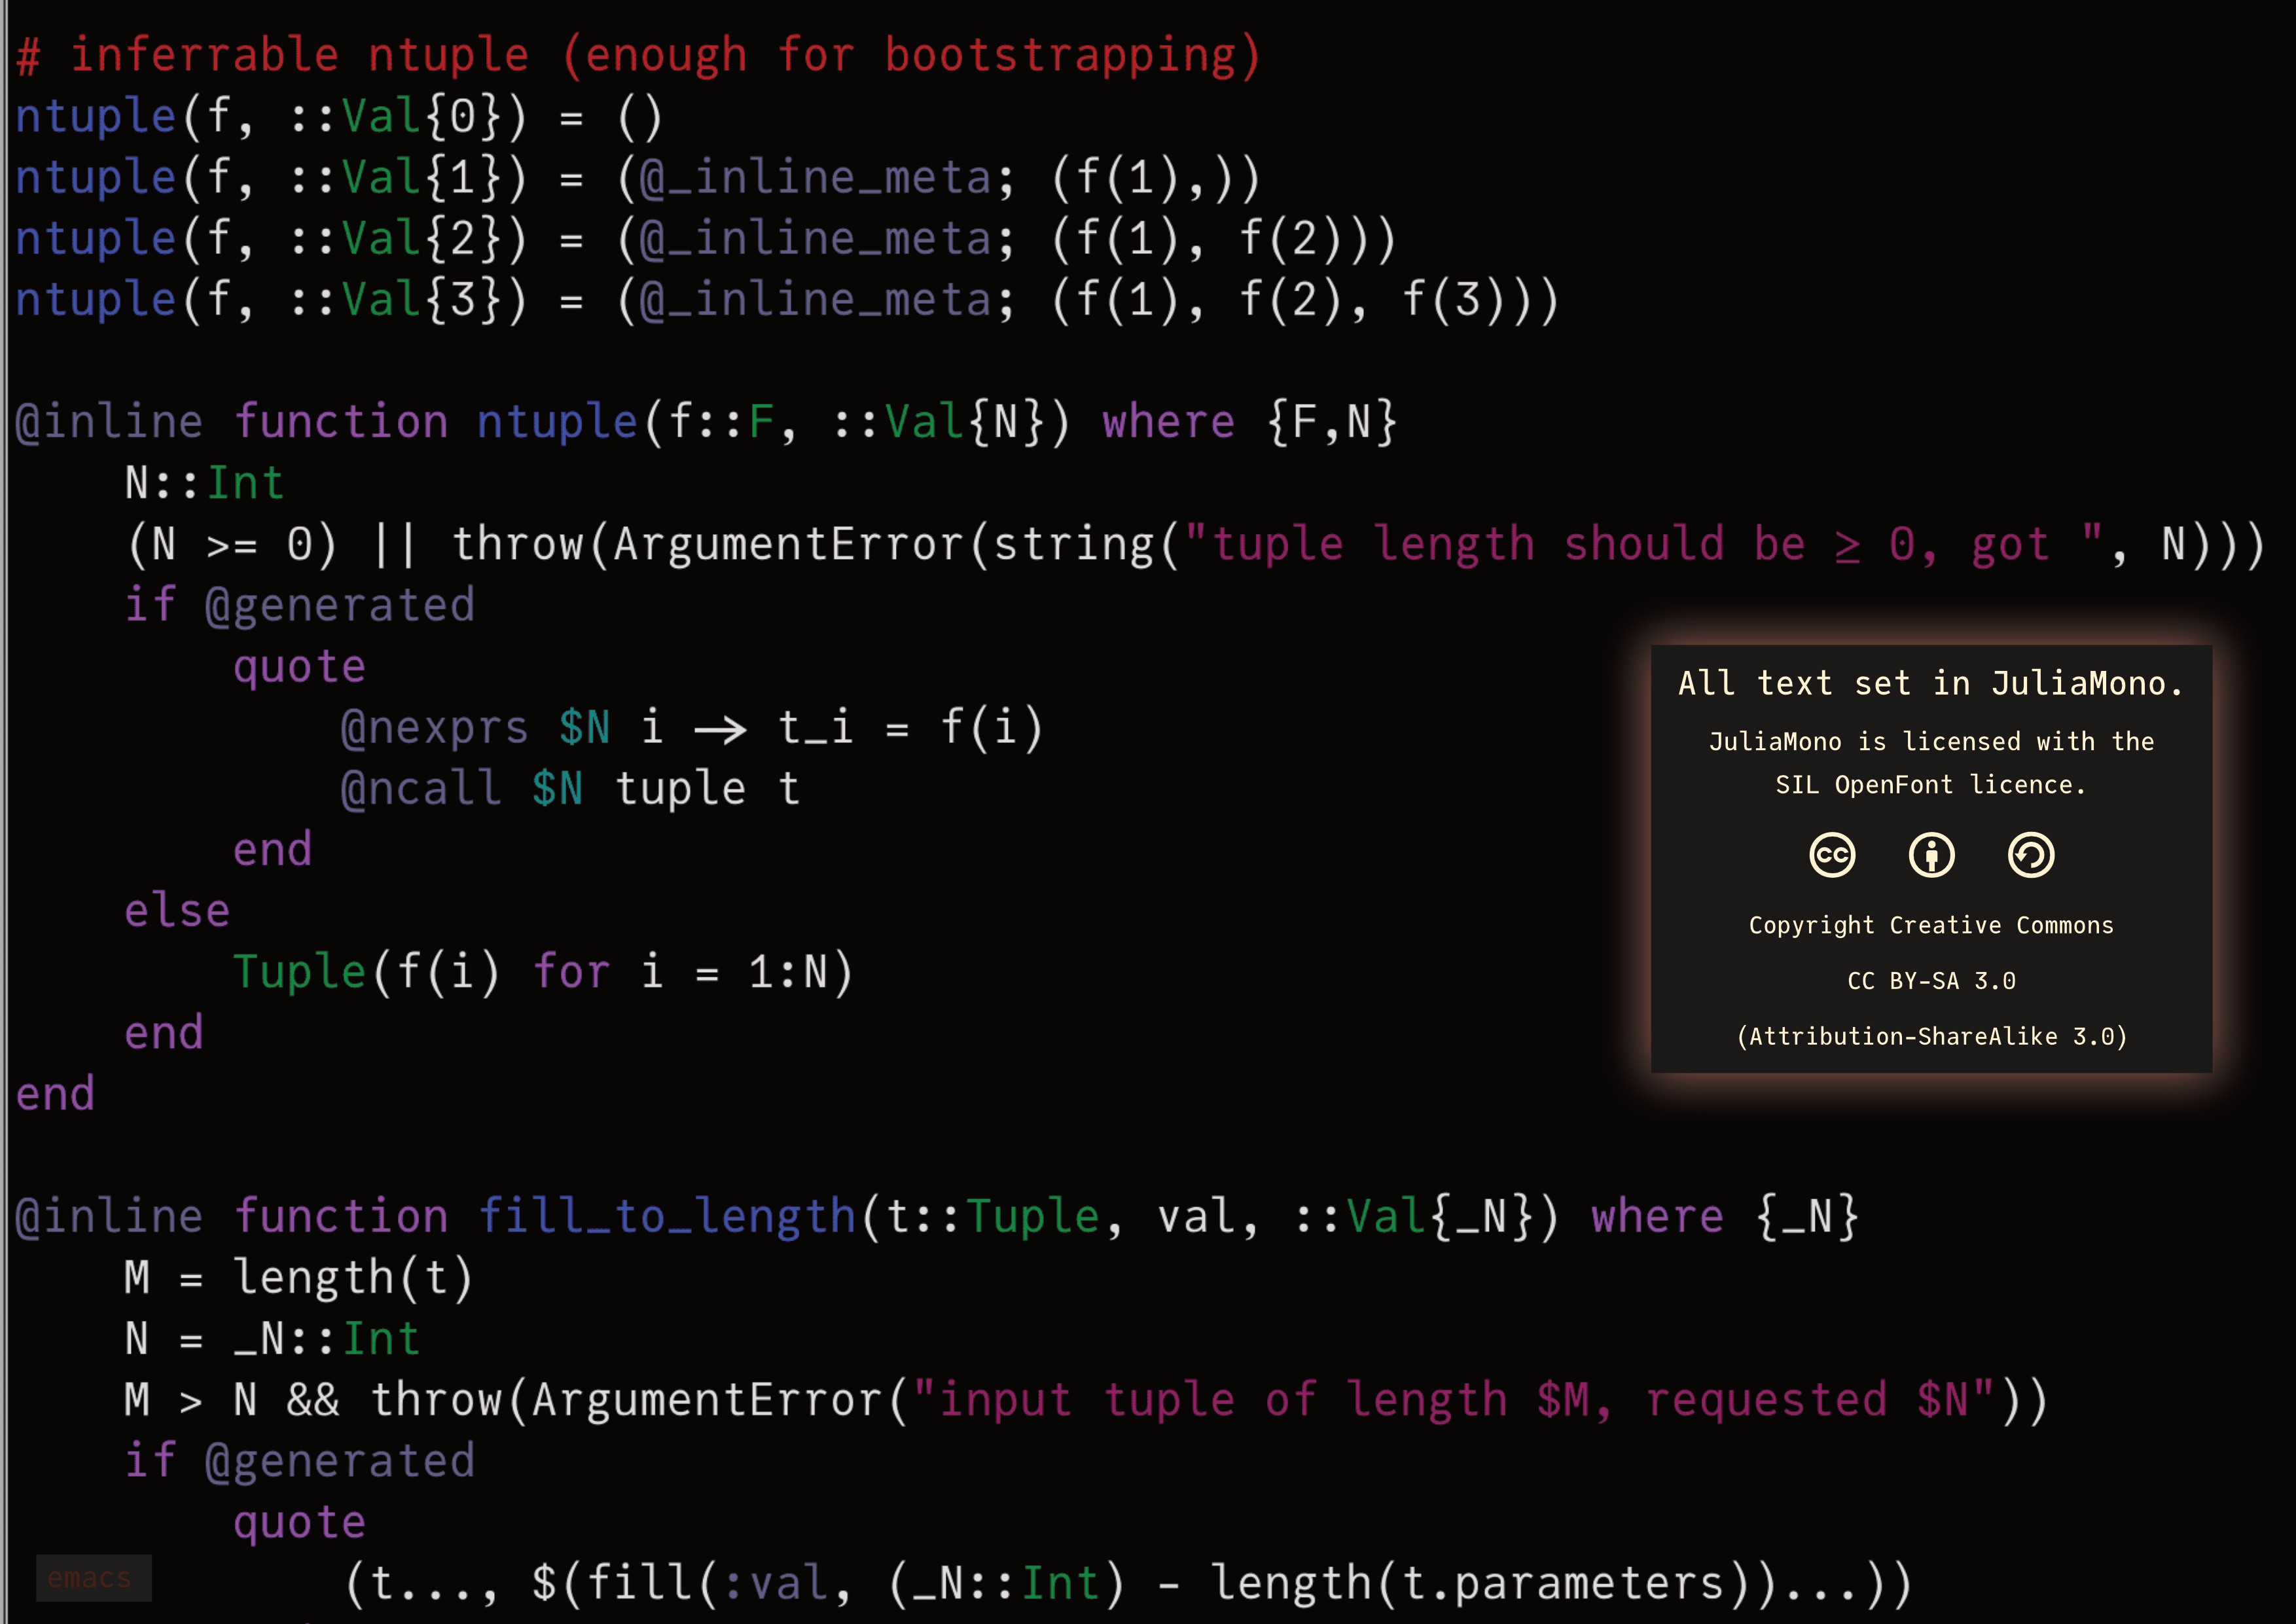 # inferrable ntuple (enough for bootstrapping)
ntuple(f, ::Val{0}) = ()
ntuple(f, ::Val{1}) = (@_inline_meta; (f(1),))
ntuple(f, ::Val{2}) = (@_inline_meta; (f(1), f(2)))
ntuple(f, ::Val{3}) = (@_inline_meta; (f(1), f(2), f(3)))

@inline function ntuple(f::F, ::Val{N}) where {F,N}
    N::Int
    (N >= 0) || throw(ArgumentError(string("tuple length should be ≥ 0, got ", N)))
    if @generated
        quote
            @nexprs $N i -> t_i = f(i)
            @ncall $N tuple t
        end
    else
        Tuple(f(i) for i = 1:N)
    end
end

@inline function fill_to_length(t::Tuple, val, ::Val{_N}) where {_N}
    M = length(t)
    N = _N::Int
    M > N && throw(ArgumentError("input tuple of length $M, requested $N"))
    if @generated
        quote
            (t..., $(fill(:val, (_N::Int) - length(t.parameters))...))
emacs
All text set in JuliaMono.
JuliaMono is licensed with the
SIL OpenFont licence.
Copyright Creative Commons
CC BY-SA 3.0
(Attribution-ShareAlike 3.0)